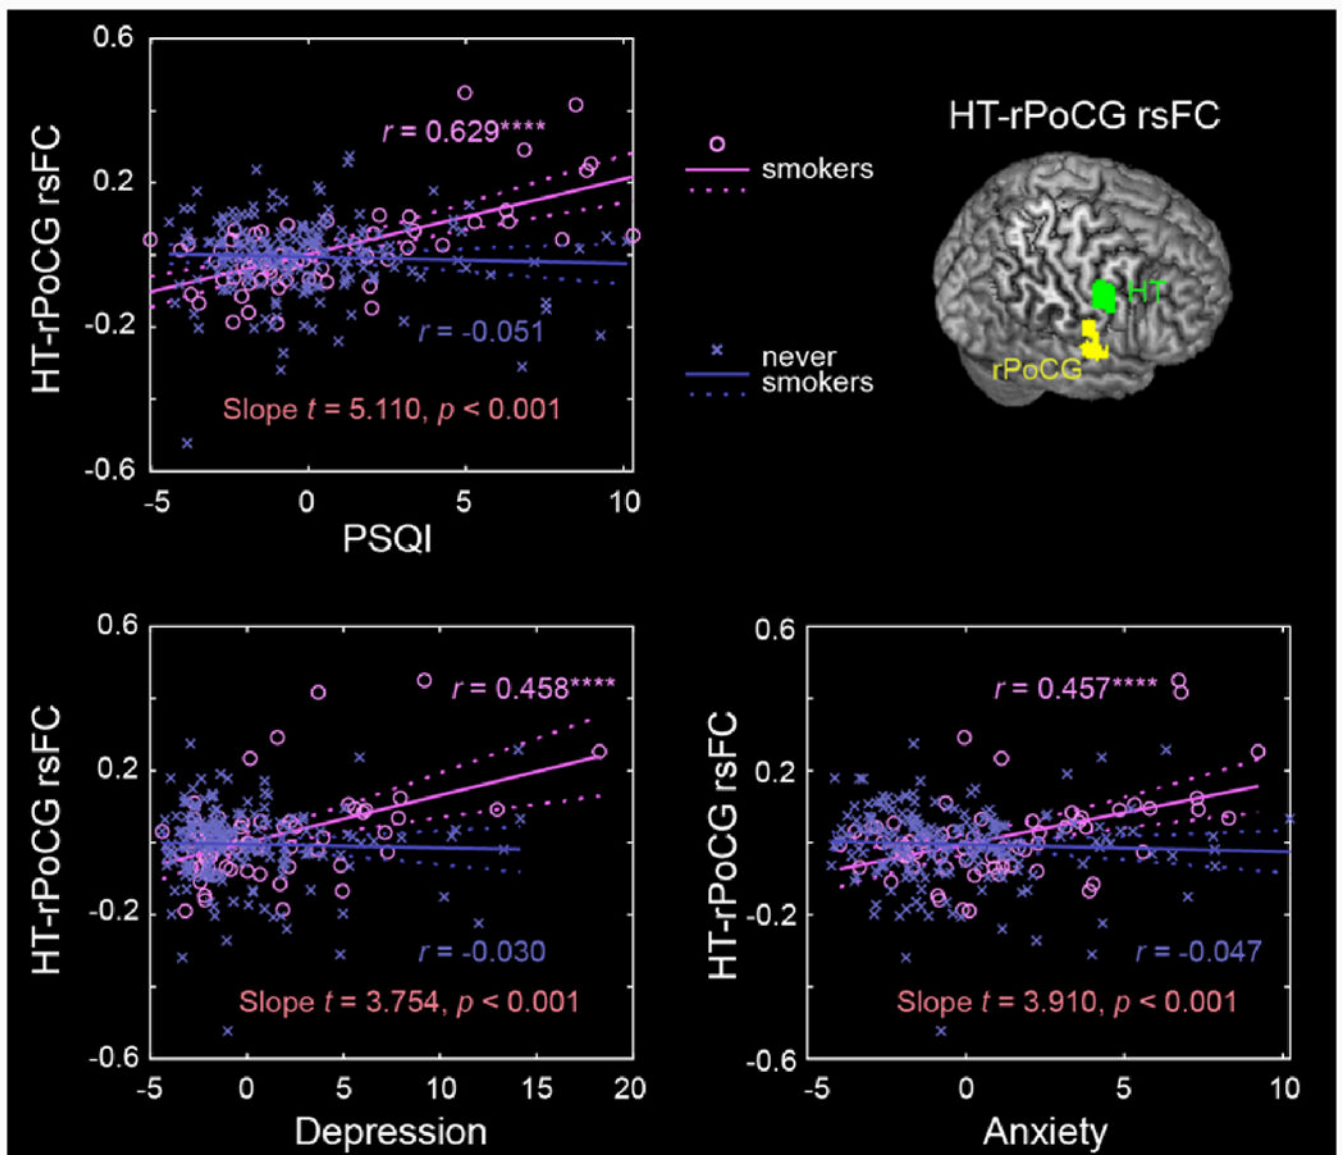 0.6
0.2
-0.2
-0.6
HT-rPoCG rsFC
r = 0.629****
r = -0.051
Slope t = 5.110, p < 0.001
-5 0 5 10
PSQI
smokers
never
smokers
HT-rPoCG rsFC
HT
rPoCG
0.6
0.2
-0.2
-0.6
HT-rPoCG rsFC
r = 0.458****
r = -0.030
Slope t = 3.754, p < 0.001
-5 0 5 10 15 20
Depression
0.6
0.2
-0.2
-0.6
HT-rPoCG rsFC
r = 0.457****
r = -0.047
Slope t = 3.910, p < 0.001
-5 0 5 10
Anxiety